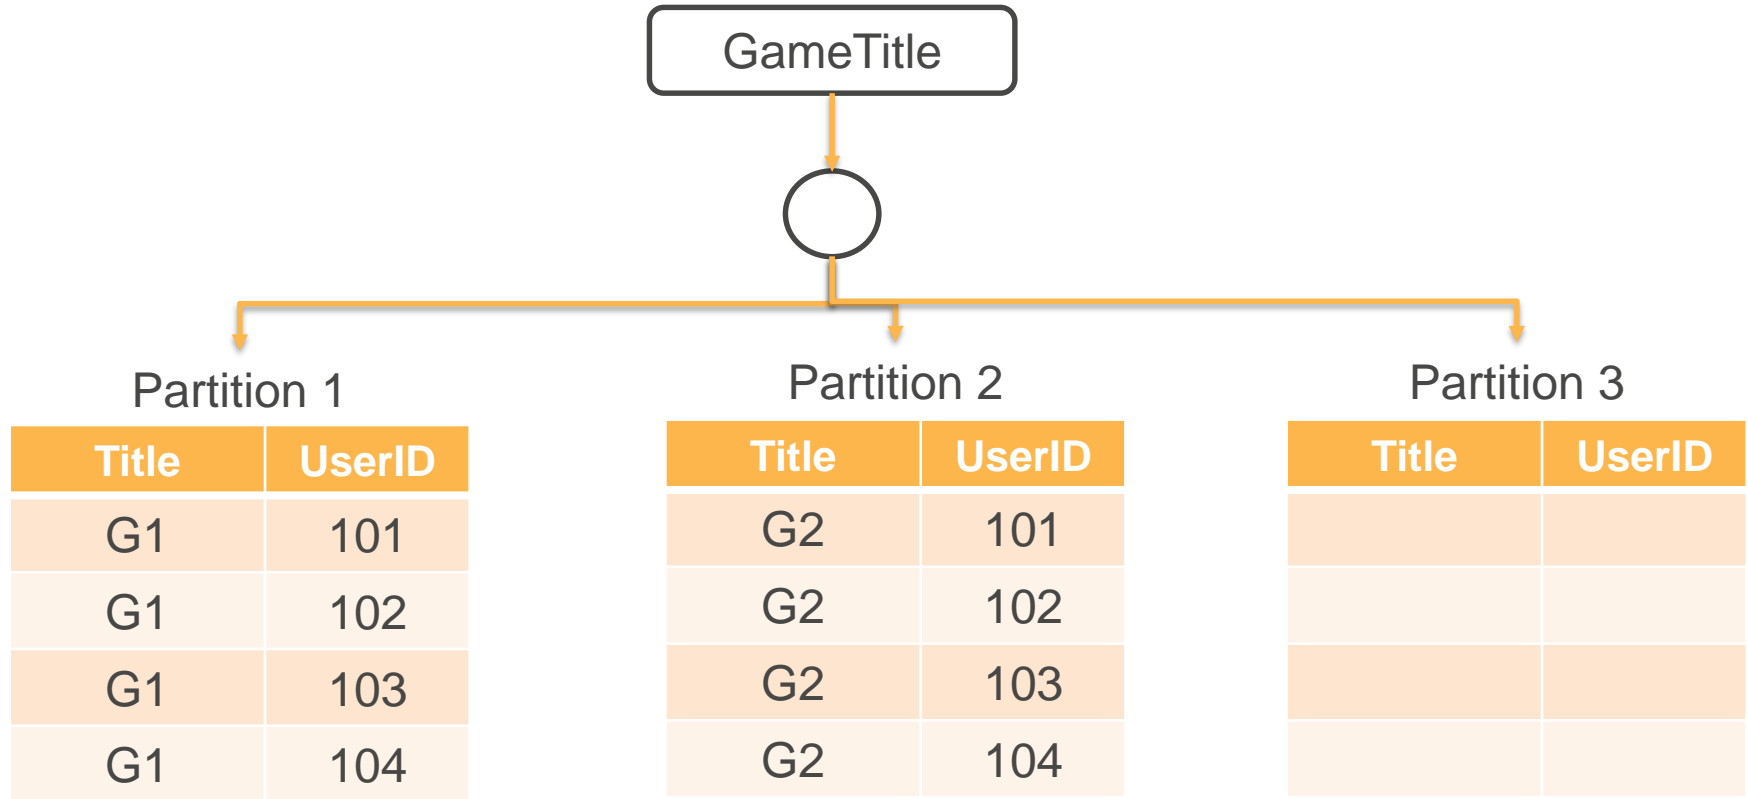 GameTitle
Partition 1
Title UserID
G1 101
G1 102
G1 103
G1 104
Partition 2
Title UserID
G2 101
G2 102
G2 103
G2 104
Partition 3
Title UserID